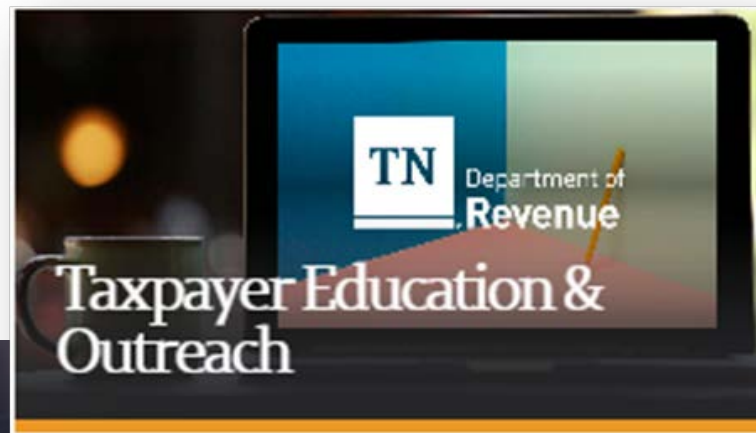 TN
Department of
Revenue
Taxpayer Education &
Outreach